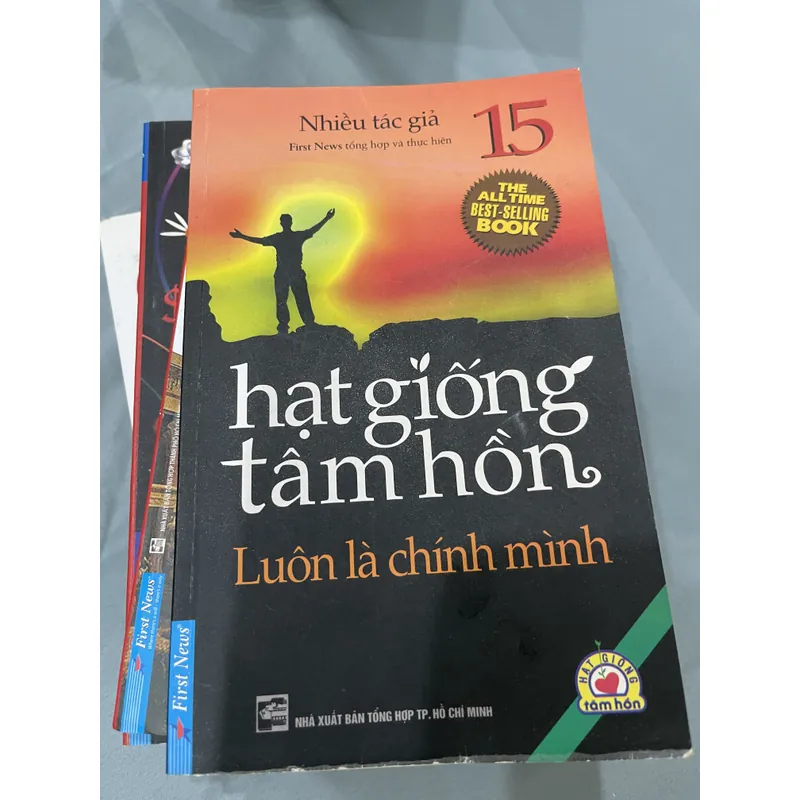 Nhiều tác giả
First News tổng hợp và thực hiện
15
THE
ALL TIME
BEST-SELLING
BOOK
hạt giống
tâm hồn
Luôn là chính mình
HẠT GIỐNG
tâm hồn
NHÀ XUẤT BẢN TỔNG HỢP TP. HỒ CHÍ MINH
First News
First News